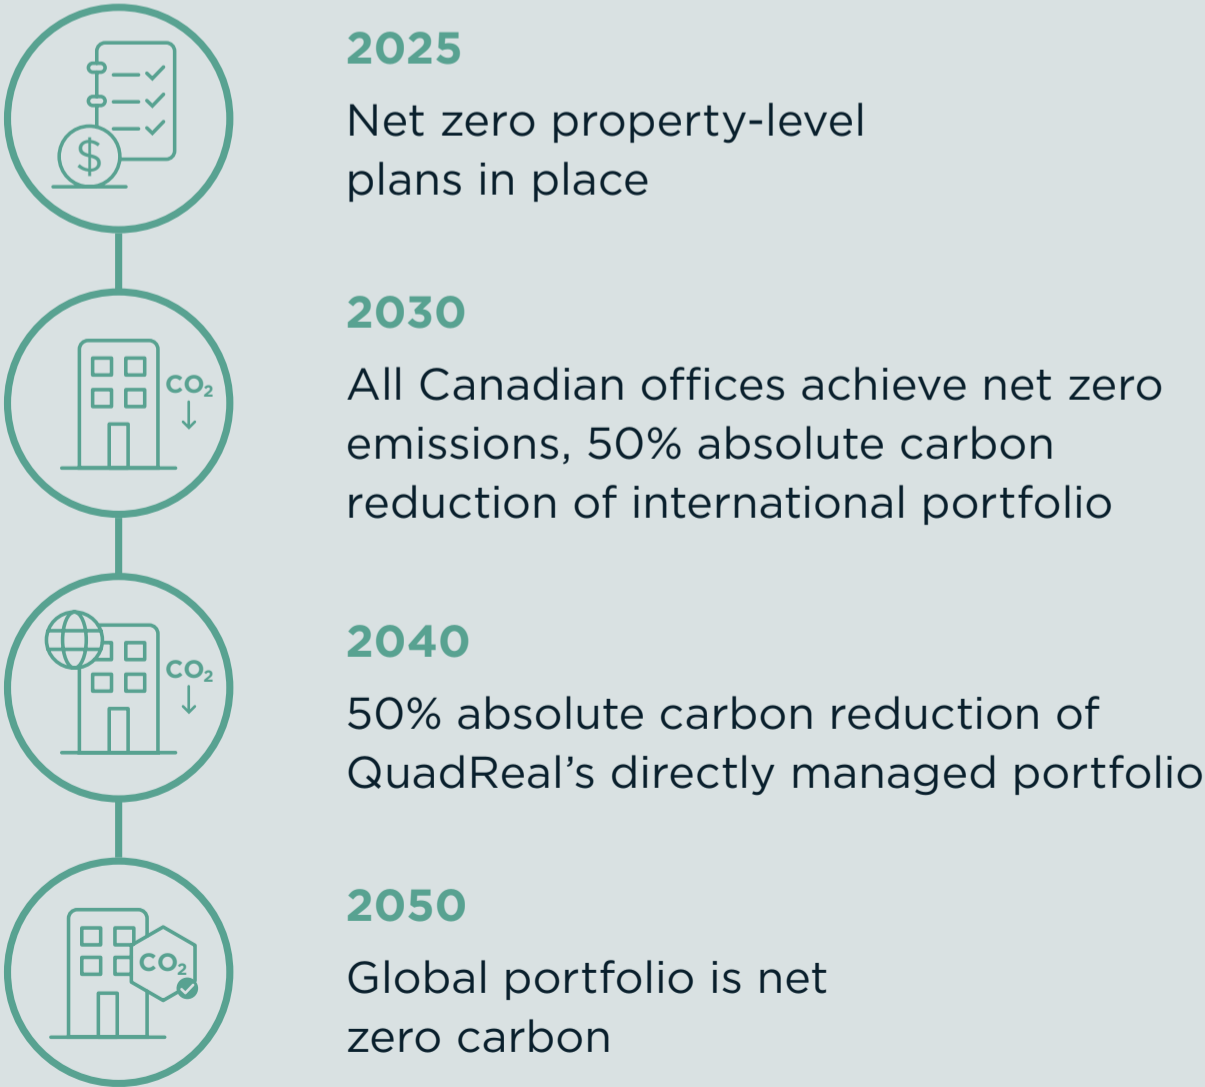 2025
Net zero property-level
plans in place
$
2030
All Canadian offices achieve net zero
emissions, 50% absolute carbon
reduction of international portfolio
CO₂
2040
50% absolute carbon reduction of
QuadReal’s directly managed portfolio
CO₂
2050
Global portfolio is net
zero carbon
CO₂